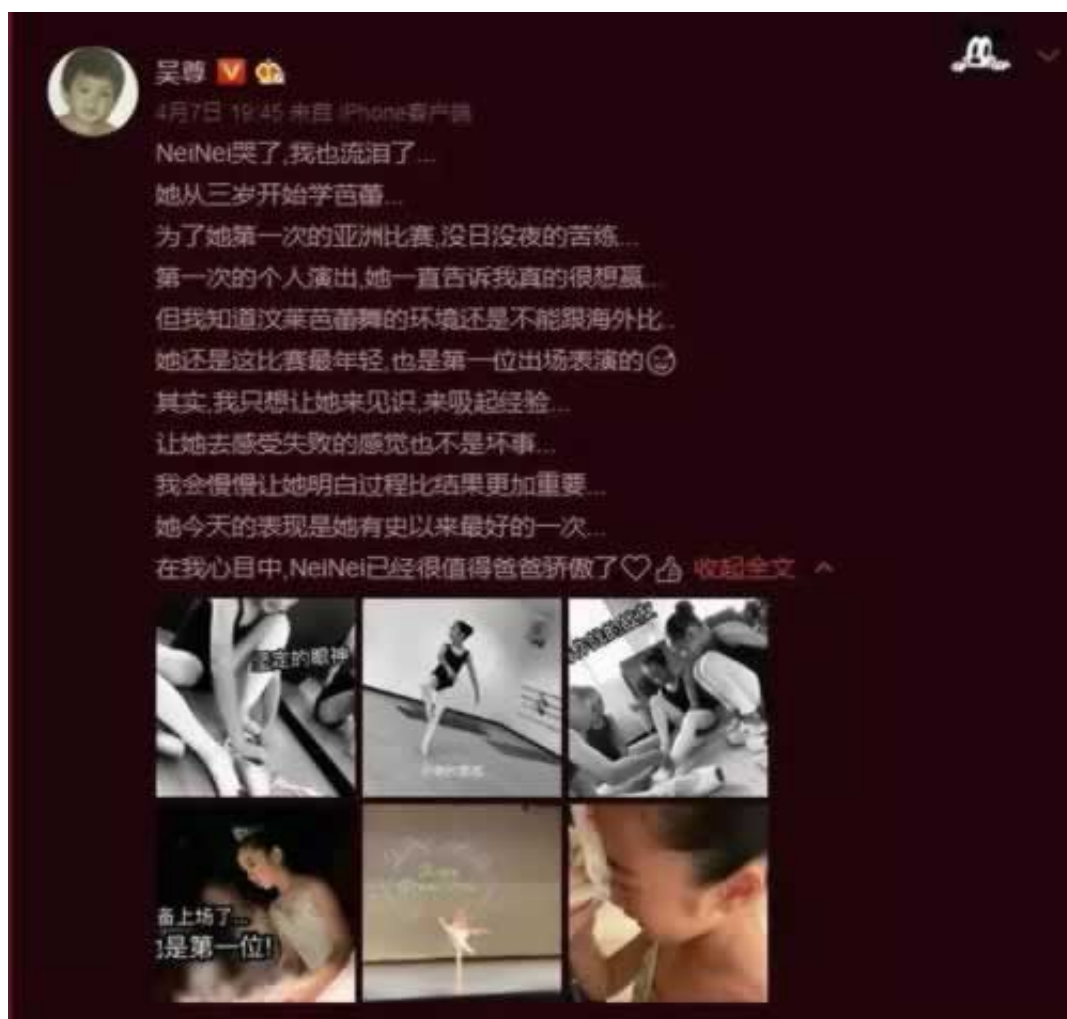 吴尊
4月7日 19:45 来自 iPhone客户端
NeiNei哭了,我也流泪了...
她从三岁开始学芭蕾...
为了她第一次的亚洲比赛,没日没夜的苦练...
第一次的个人演出,她一直告诉我真的很想赢...
但我知道汶莱芭蕾舞的环境还是不能跟海外比..
她还是这比赛最年轻,也是第一位出场表演的
其实,我只想让她来见识,来吸起经验...
让她去感受失败的感觉也不是坏事...
我会慢慢让她明白过程比结果更加重要...
她今天的表现是她有史以来最好的一次...
在我心目中,NeiNei已经很值得爸爸骄傲了 收起全文
定的眼神
备上场了...
是第一位!